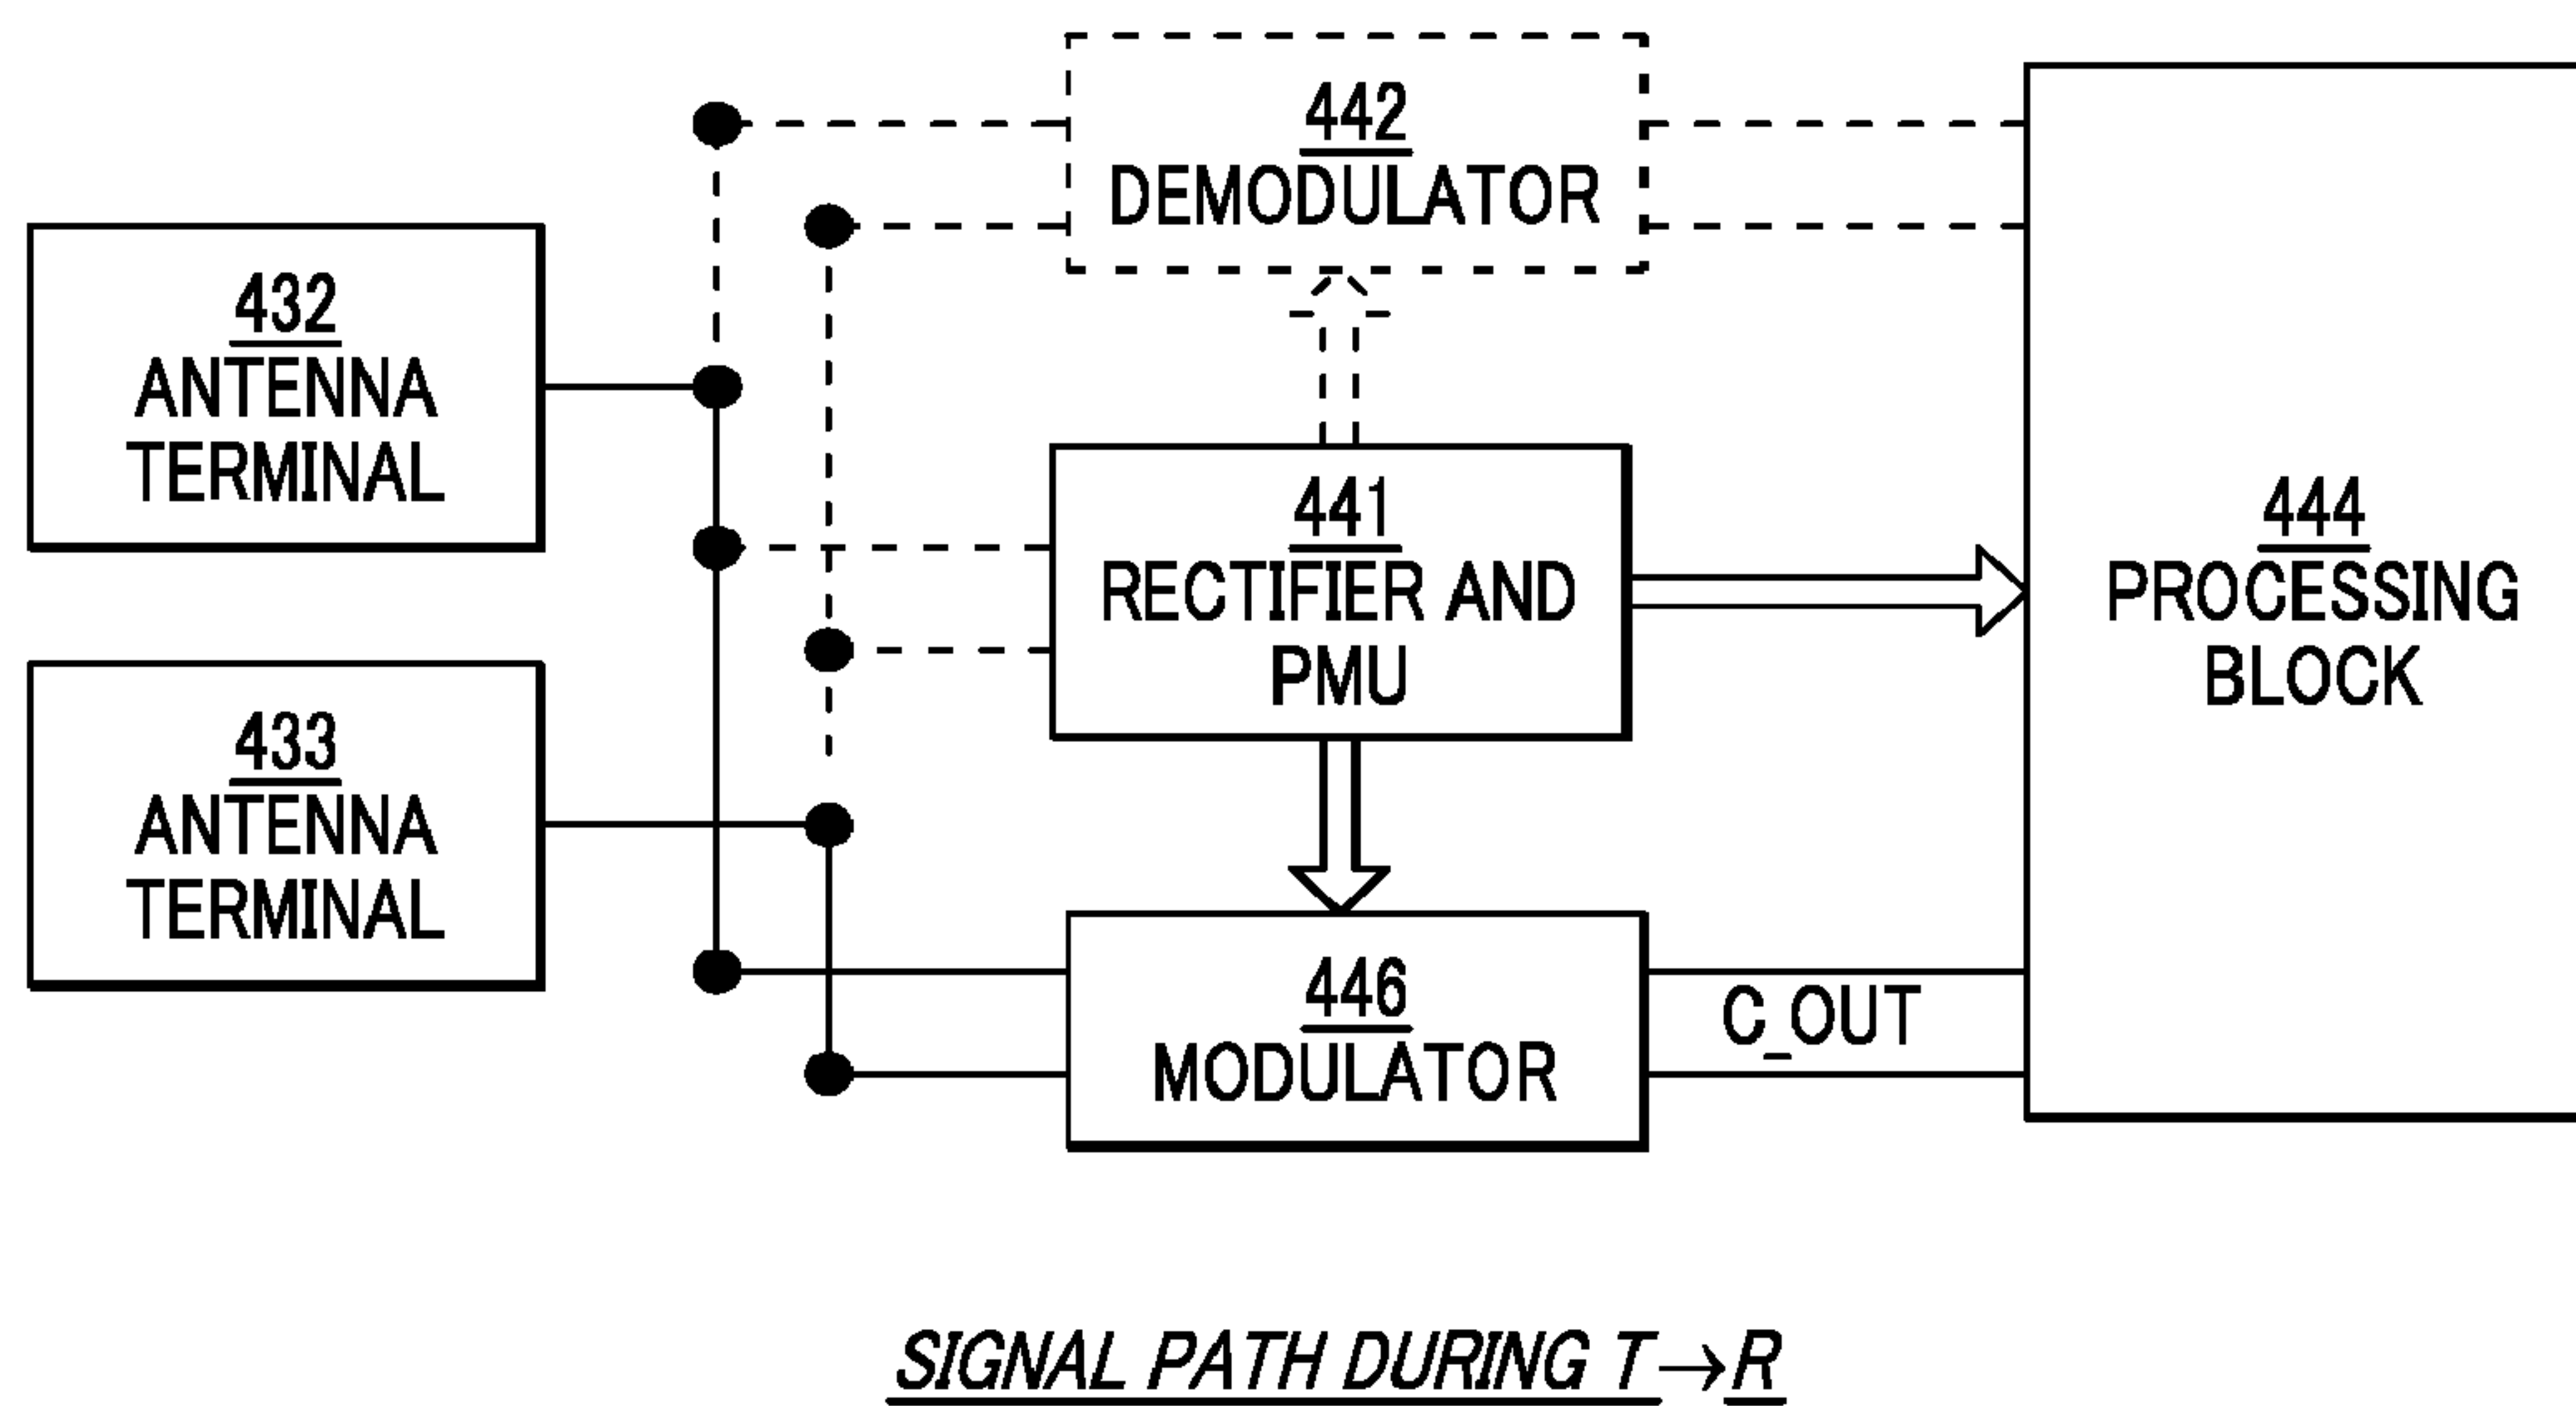 442
DEMODULATOR
432
ANTENNA
TERMINAL
441
RECTIFIER AND
PMU
444
PROCESSING
BLOCK
433
ANTENNA
TERMINAL
446
MODULATOR
C_OUT
SIGNAL PATH DURING T→R